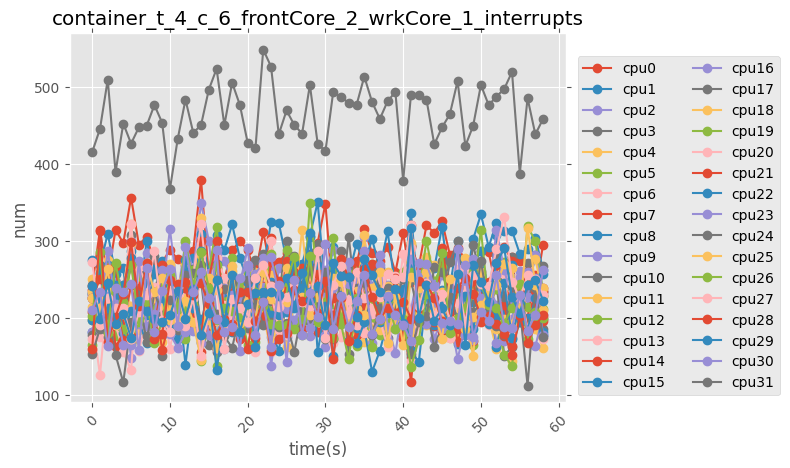 container_t_4_c_6_frontCore_2_wrkCore_1_interrupts
num
500
400
300
200
100
0
10
20
30
40
50
60
time(s)
cpu0
cpu1
cpu2
cpu3
cpu4
cpu5
cpu6
cpu7
cpu8
cpu9
cpu10
cpu11
cpu12
cpu13
cpu14
cpu15
cpu16
cpu17
cpu18
cpu19
cpu20
cpu21
cpu22
cpu23
cpu24
cpu25
cpu26
cpu27
cpu28
cpu29
cpu30
cpu31